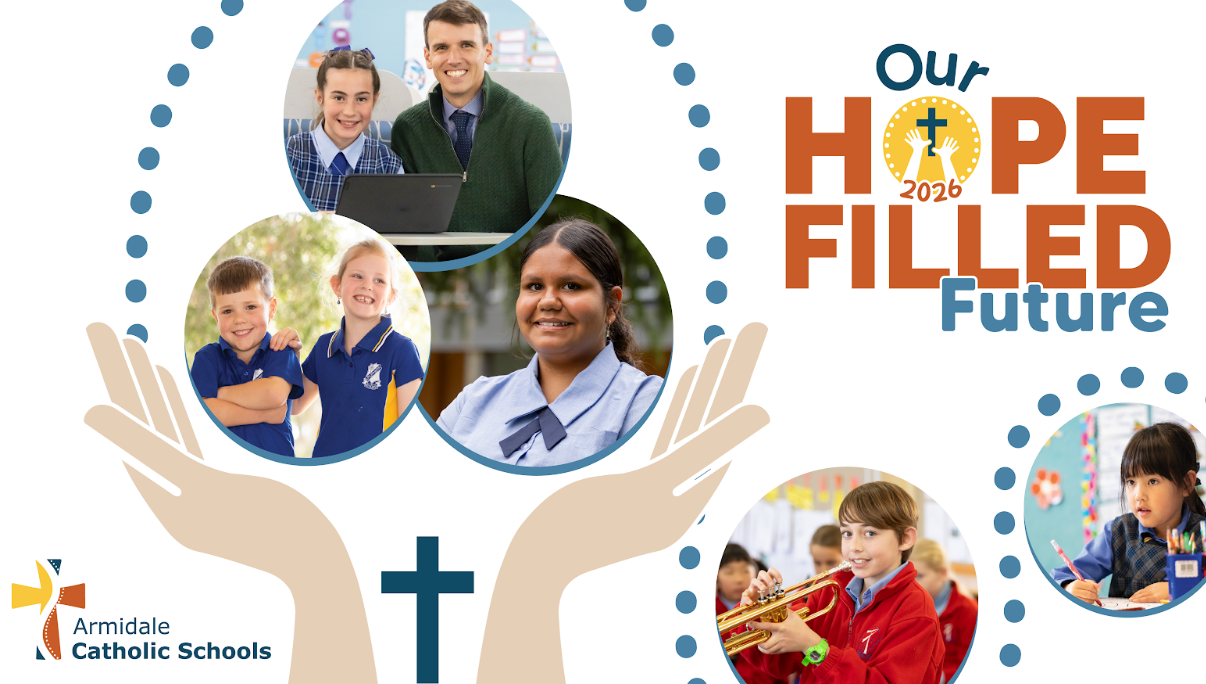 Our
HOPE
2026
FILLED
Future
Armidale
Catholic Schools